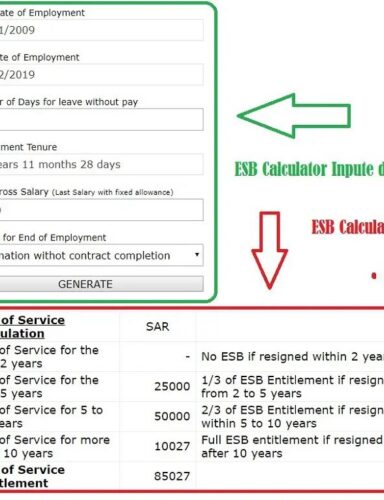 ate of Employment
1/2009
te of Employment
2/2019
r of Days for leave without pay
ment Tenure
ears 11 months 28 days
ross Salary (Last Salary with fixed allowance)
for End of Employment
nation withot contract completion
GENERATE
ESB Calculator Inpute d
ESB Calcula
of Service
ulation
SAR
of Service for the
2 years
-
No ESB if resigned within 2 yea
of Service for the
5 years
25000
1/3 of ESB Entitlement if resign
from 2 to 5 years
of Service for 5 to
ears
50000
2/3 of ESB Entitlement if resign
within 5 to 10 years
of Service for more
10 years
10027
Full ESB entitlement if resigned
after 10 years
of Service
tlement
85027